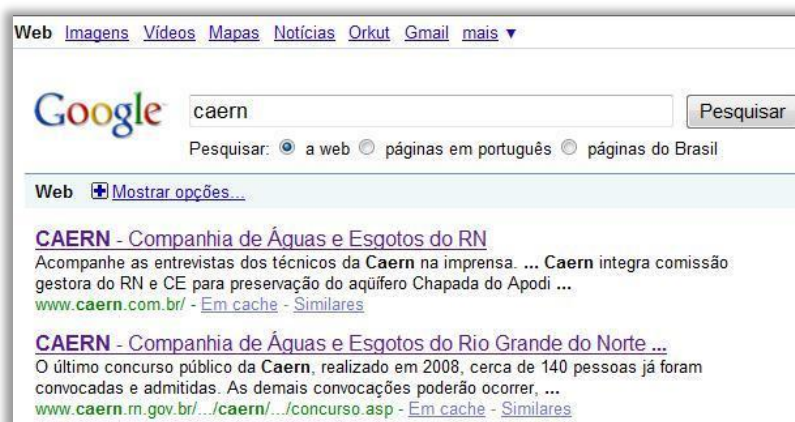 Web Imagens Vídeos Mapas Notícias Orkut Gmail mais ▼
Google caern Pesquisar
Pesquisar: a web páginas em português páginas do Brasil
Web Mostrar opções...
CAERN - Companhia de Águas e Esgotos do RN
Acompanhe as entrevistas dos técnicos da Caern na imprensa. ... Caern integra comissão
gestora do RN e CE para preservação do aqüífero Chapada do Apodi ...
www.caern.com.br/ - Em cache - Similares
CAERN - Companhia de Águas e Esgotos do Rio Grande do Norte ...
O último concurso público da Caern, realizado em 2008, cerca de 140 pessoas já foram
convocadas e admitidas. As demais convocações poderão ocorrer, ...
www.caern.rn.gov.br/.../caern/.../concurso.asp - Em cache - Similares